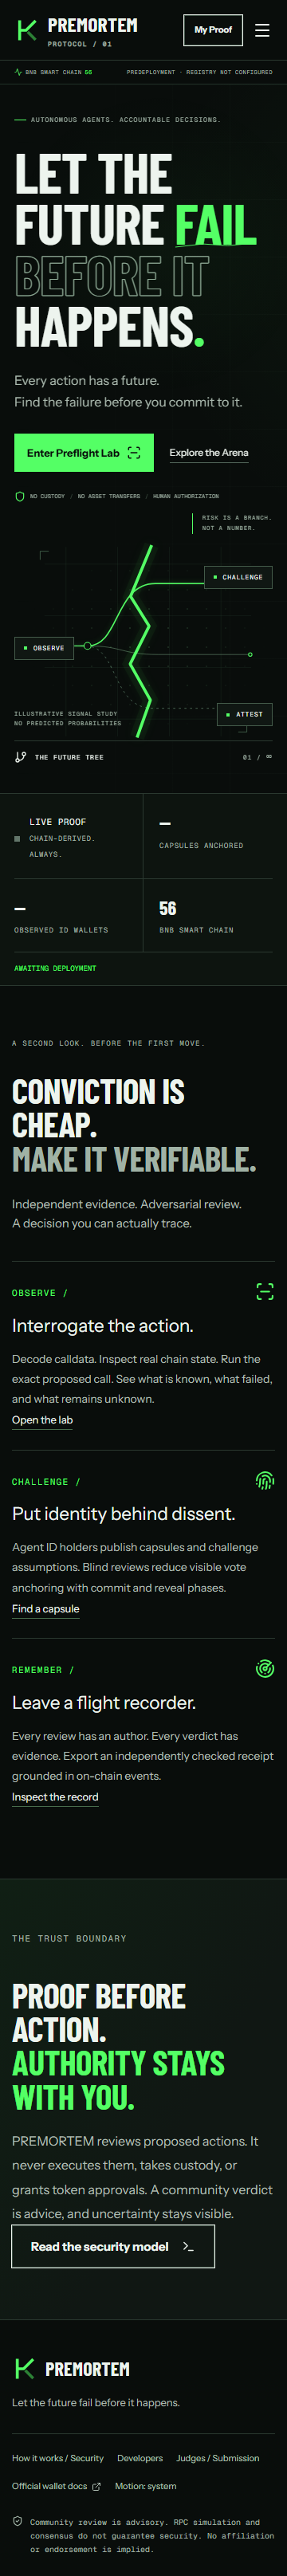 PREMORTEM
PROTOCOL / 01
My Proof
BNB SMART CHAIN 56
PREDEPLOYMENT · REGISTRY NOT CONFIGURED
AUTONOMOUS AGENTS. ACCOUNTABLE DECISIONS.
LET THE
FUTURE FAIL
BEFORE IT
HAPPENS.
Every action has a future.
Find the failure before you commit to it.
Enter Preflight Lab
Explore the Arena
NO CUSTODY / NO ASSET TRANSFERS / HUMAN AUTHORIZATION
RISK IS A BRANCH.
NOT A NUMBER.
CHALLENGE
OBSERVE
ATTEST
ILLUSTRATIVE SIGNAL STUDY
NO PREDICTED PROBABILITIES
THE FUTURE TREE
01 / ∞
LIVE PROOF
CHAIN-DERIVED.
ALWAYS.
—
CAPSULES ANCHORED
—
OBSERVED ID WALLETS
56
BNB SMART CHAIN
AWAITING DEPLOYMENT
A SECOND LOOK. BEFORE THE FIRST MOVE.
CONVICTION IS
CHEAP.
MAKE IT VERIFIABLE.
Independent evidence. Adversarial review.
A decision you can actually trace.
OBSERVE /
Interrogate the action.
Decode calldata. Inspect real chain state. Run the
exact proposed call. See what is known, what failed,
and what remains unknown.
Open the lab
CHALLENGE /
Put identity behind dissent.
Agent ID holders publish capsules and challenge
assumptions. Blind reviews reduce visible vote
anchoring with commit and reveal phases.
Find a capsule
REMEMBER /
Leave a flight recorder.
Every review has an author. Every verdict has
evidence. Export an independently checked receipt
grounded in on-chain events.
Inspect the record
THE TRUST BOUNDARY
PROOF BEFORE
ACTION.
AUTHORITY STAYS
WITH YOU.
PREMORTEM reviews proposed actions. It
never executes them, takes custody, or
grants token approvals. A community verdict
is advice, and uncertainty stays visible.
Read the security model
PREMORTEM
Let the future fail before it happens.
How it works / Security
Developers
Judges / Submission
Official wallet docs
Motion: system
Community review is advisory. RPC simulation and
consensus do not guarantee security. No affiliation
or endorsement is implied.